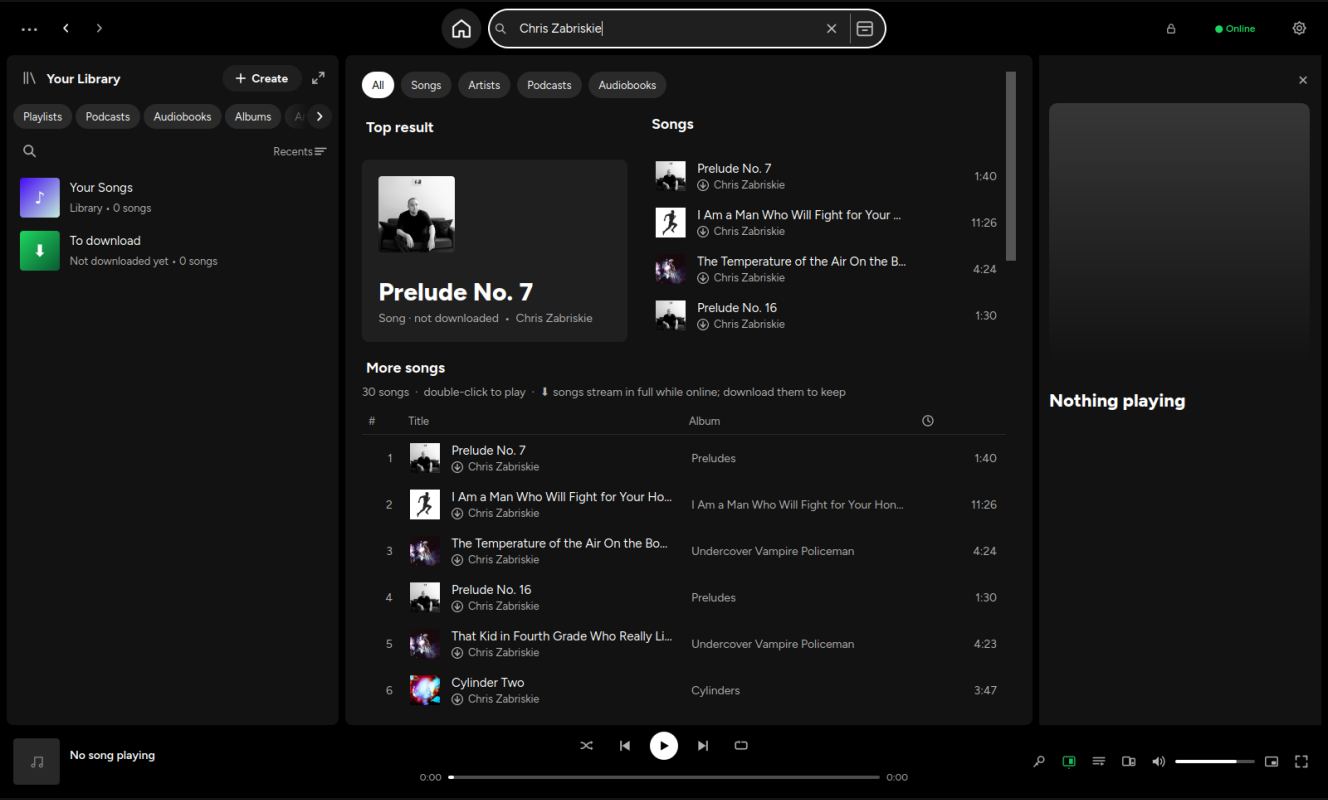 Chris Zabriskie
Online
Your Library
Create
Playlists
Podcasts
Audiobooks
Albums
Recents
Your Songs
Library • 0 songs
To download
Not downloaded yet • 0 songs
All
Songs
Artists
Podcasts
Audiobooks
Top result
Prelude No. 7
Song · not downloaded • Chris Zabriskie
Songs
Prelude No. 7
Chris Zabriskie
1:40
I Am a Man Who Will Fight for Your ...
Chris Zabriskie
11:26
The Temperature of the Air On the B...
Chris Zabriskie
4:24
Prelude No. 16
Chris Zabriskie
1:30
More songs
30 songs · double-click to play · ⬇ songs stream in full while online; download them to keep
# Title Album
1 Prelude No. 7 Preludes 1:40
Chris Zabriskie
2 I Am a Man Who Will Fight for Your Ho... I Am a Man Who Will Fight for Your Hon... 11:26
Chris Zabriskie
3 The Temperature of the Air On the Bo... Undercover Vampire Policeman 4:24
Chris Zabriskie
4 Prelude No. 16 Preludes 1:30
Chris Zabriskie
5 That Kid in Fourth Grade Who Really Li... Undercover Vampire Policeman 4:23
Chris Zabriskie
6 Cylinder Two Cylinders 3:47
Chris Zabriskie
Nothing playing
No song playing
0:00
0:00